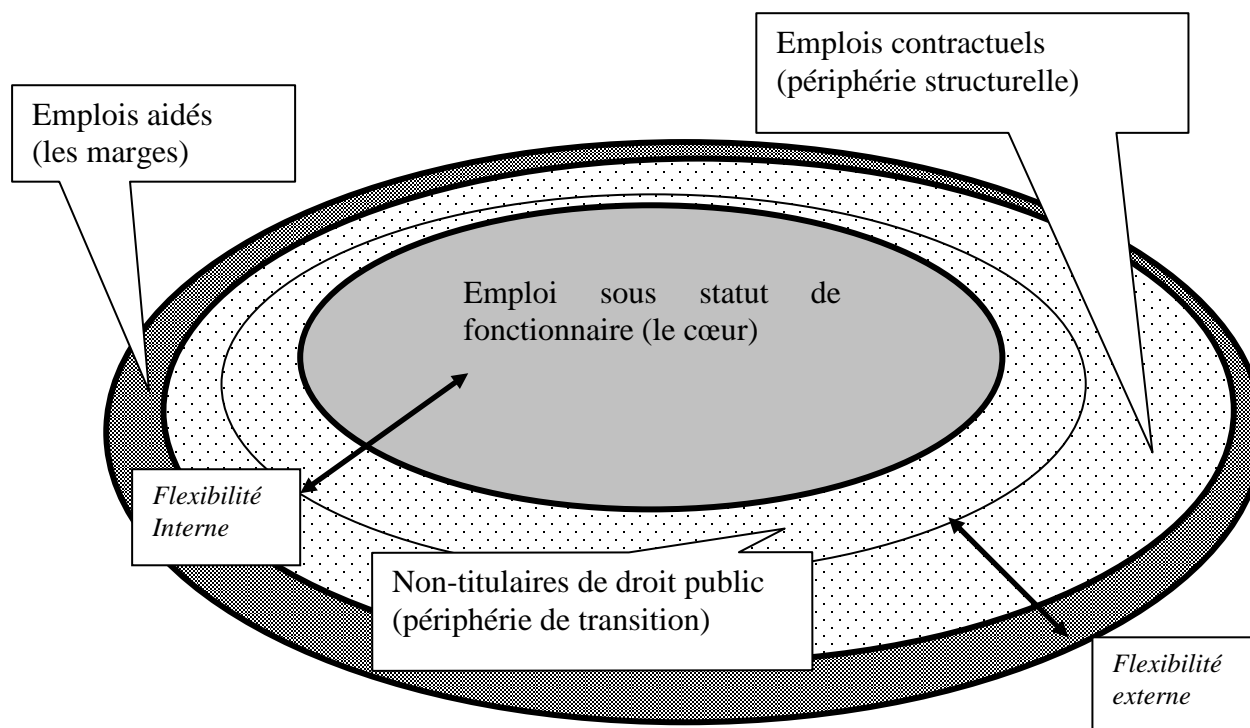 Emplois contractuels
(périphérie structurelle)
Emplois aidés
(les marges)
Emploi sous statut de
fonctionnaire (le cœur)
Flexibilité
Interne
Non-titulaires de droit public
(périphérie de transition)
Flexibilité
externe